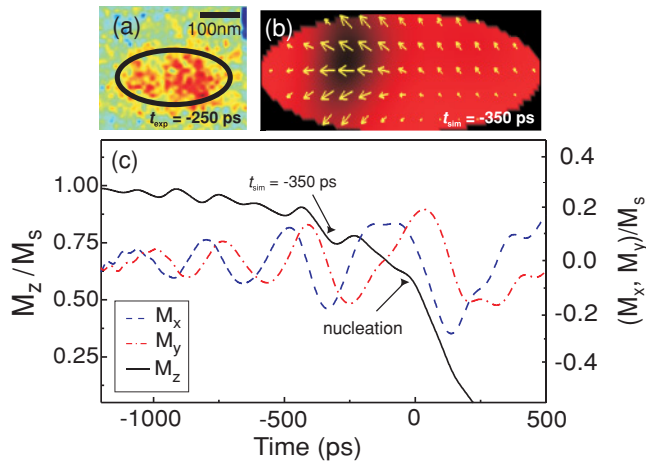 (a)
100nm
t_exp = -250 ps
(b)
t_sim = -350 ps
(c)
t_sim = -350 ps
nucleation
M_x
M_y
M_z
M_z / M_s
1.00
0.75
0.50
0.25
(M_x, M_y)/M_s
0.4
0.2
0.0
-0.2
-0.4
-1000
-500
0
500
Time (ps)